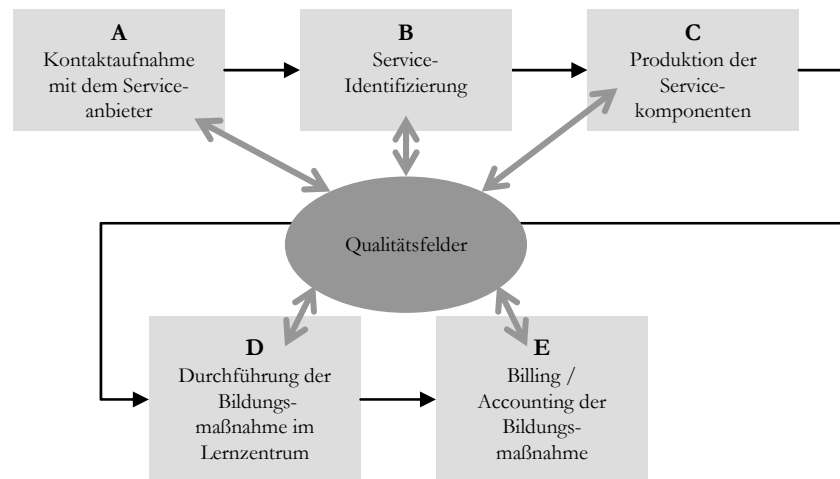 A
Kontaktaufnahme
mit dem Service-
anbieter
B
Service-
Identifizierung
C
Produktion der
Service-
komponenten
Qualitätsfelder
D
Durchführung der
Bildungs-
maßnahme im
Lernzentrum
E
Billing /
Accounting der
Bildungs-
maßnahme